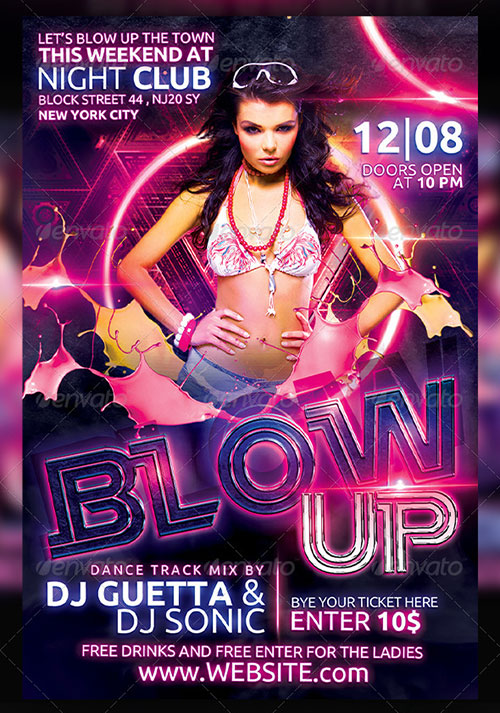 LET'S BLOW UP THE TOWN
THIS WEEKEND AT
NIGHT CLUB
BLOCK STREET 44 , NJ20 SY
NEW YORK CITY
12|08
DOORS OPEN
AT 10 PM
BLOW
UP
DANCE TRACK MIX BY
DJ GUETTA &
DJ SONIC
BYE YOUR TICKET HERE
ENTER 10$
FREE DRINKS AND FREE ENTER FOR THE LADIES
www.WEBSITE.com
envato